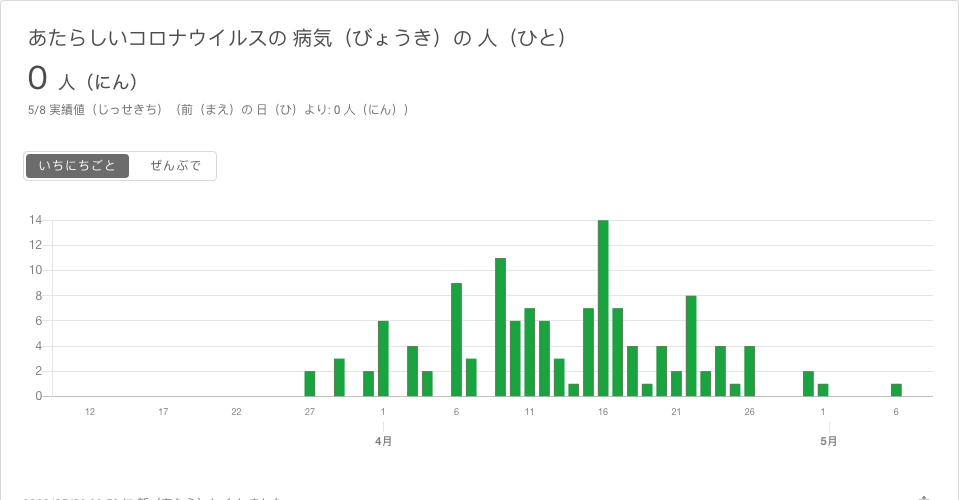 あたらしいコロナウイルスの 病気（びょうき）の 人（ひと）
0 人（にん）
5/8 実績値（じっせきち）（前（まえ）の 日（ひ）より: 0 人（にん））
いちにちごと ぜんぶで
14
12
10
8
6
4
2
0
12 17 22 27 1 6 11 16 21 26 1 6
4月 5月